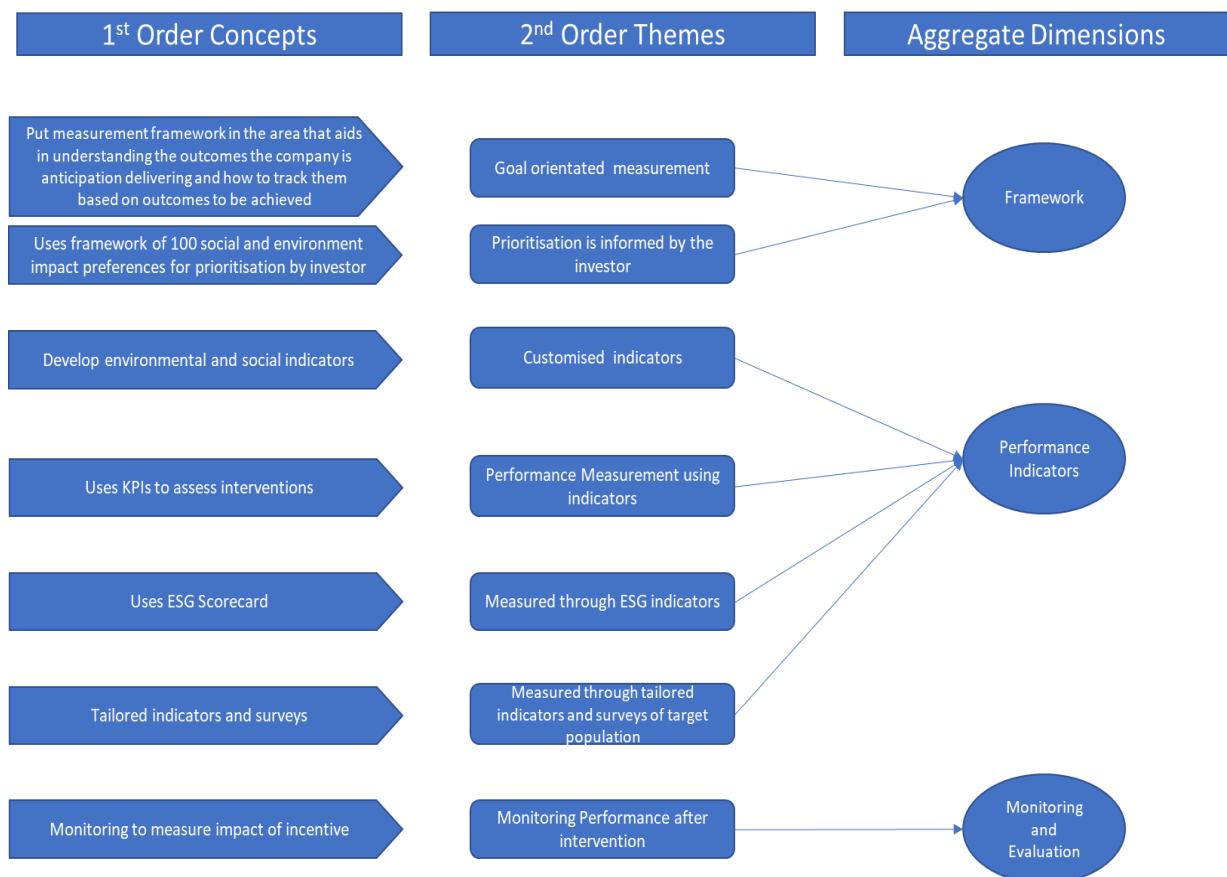 1st Order Concepts
2nd Order Themes
Aggregate Dimensions
Put measurement framework in the area that aids
in understanding the outcomes the company is
anticipation delivering and how to track them
based on outcomes to be achieved
Goal orientated measurement
Framework
Uses framework of 100 social and environment
impact preferences for prioritisation by investor
Prioritisation is informed by the
investor
Develop environmental and social indicators
Customised indicators
Performance
Indicators
Uses KPIs to assess interventions
Performance Measurement using
indicators
Uses ESG Scorecard
Measured through ESG indicators
Tailored indicators and surveys
Measured through tailored
indicators and surveys of target
population
Monitoring to measure impact of incentive
Monitoring Performance after
intervention
Monitoring
and
Evaluation